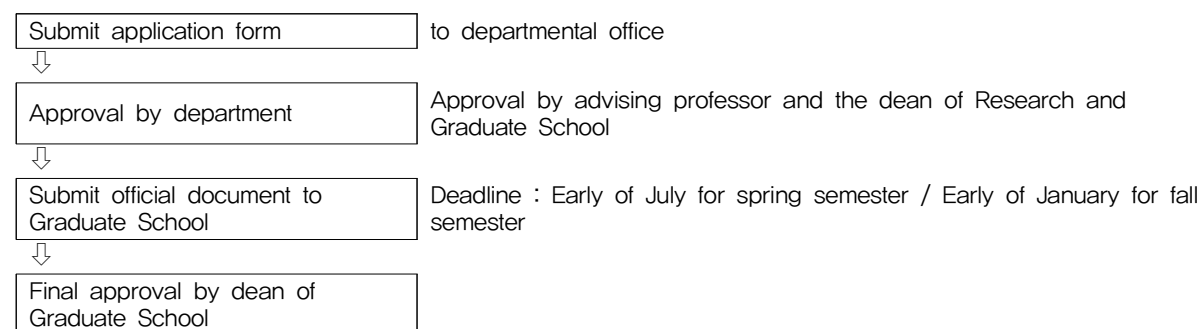 Submit application form to departmental office
⇩
Approval by department
Approval by advising professor and the dean of Research and
Graduate School
⇩
Submit official document to
Graduate School
Deadline : Early of July for spring semester / Early of January for fall
semester
⇩
Final approval by dean of
Graduate School